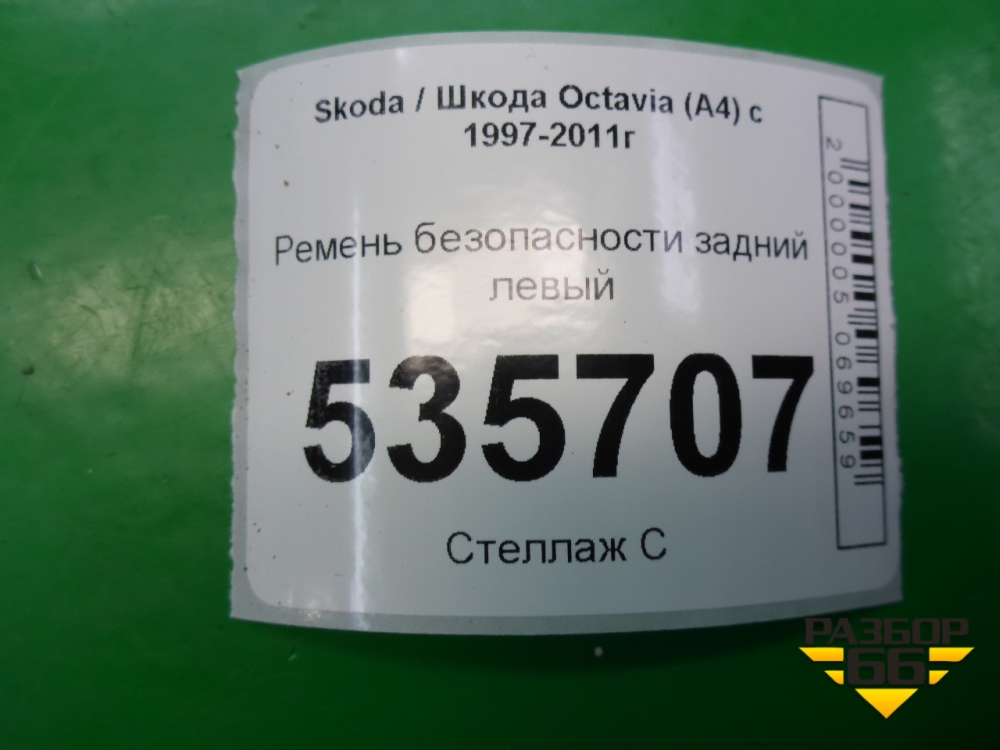 Skoda / Шкода Octavia (A4) с
1997-2011г
Ремень безопасности задний
левый
535707
Стеллаж С
2000005069659
РАЗБОР
66